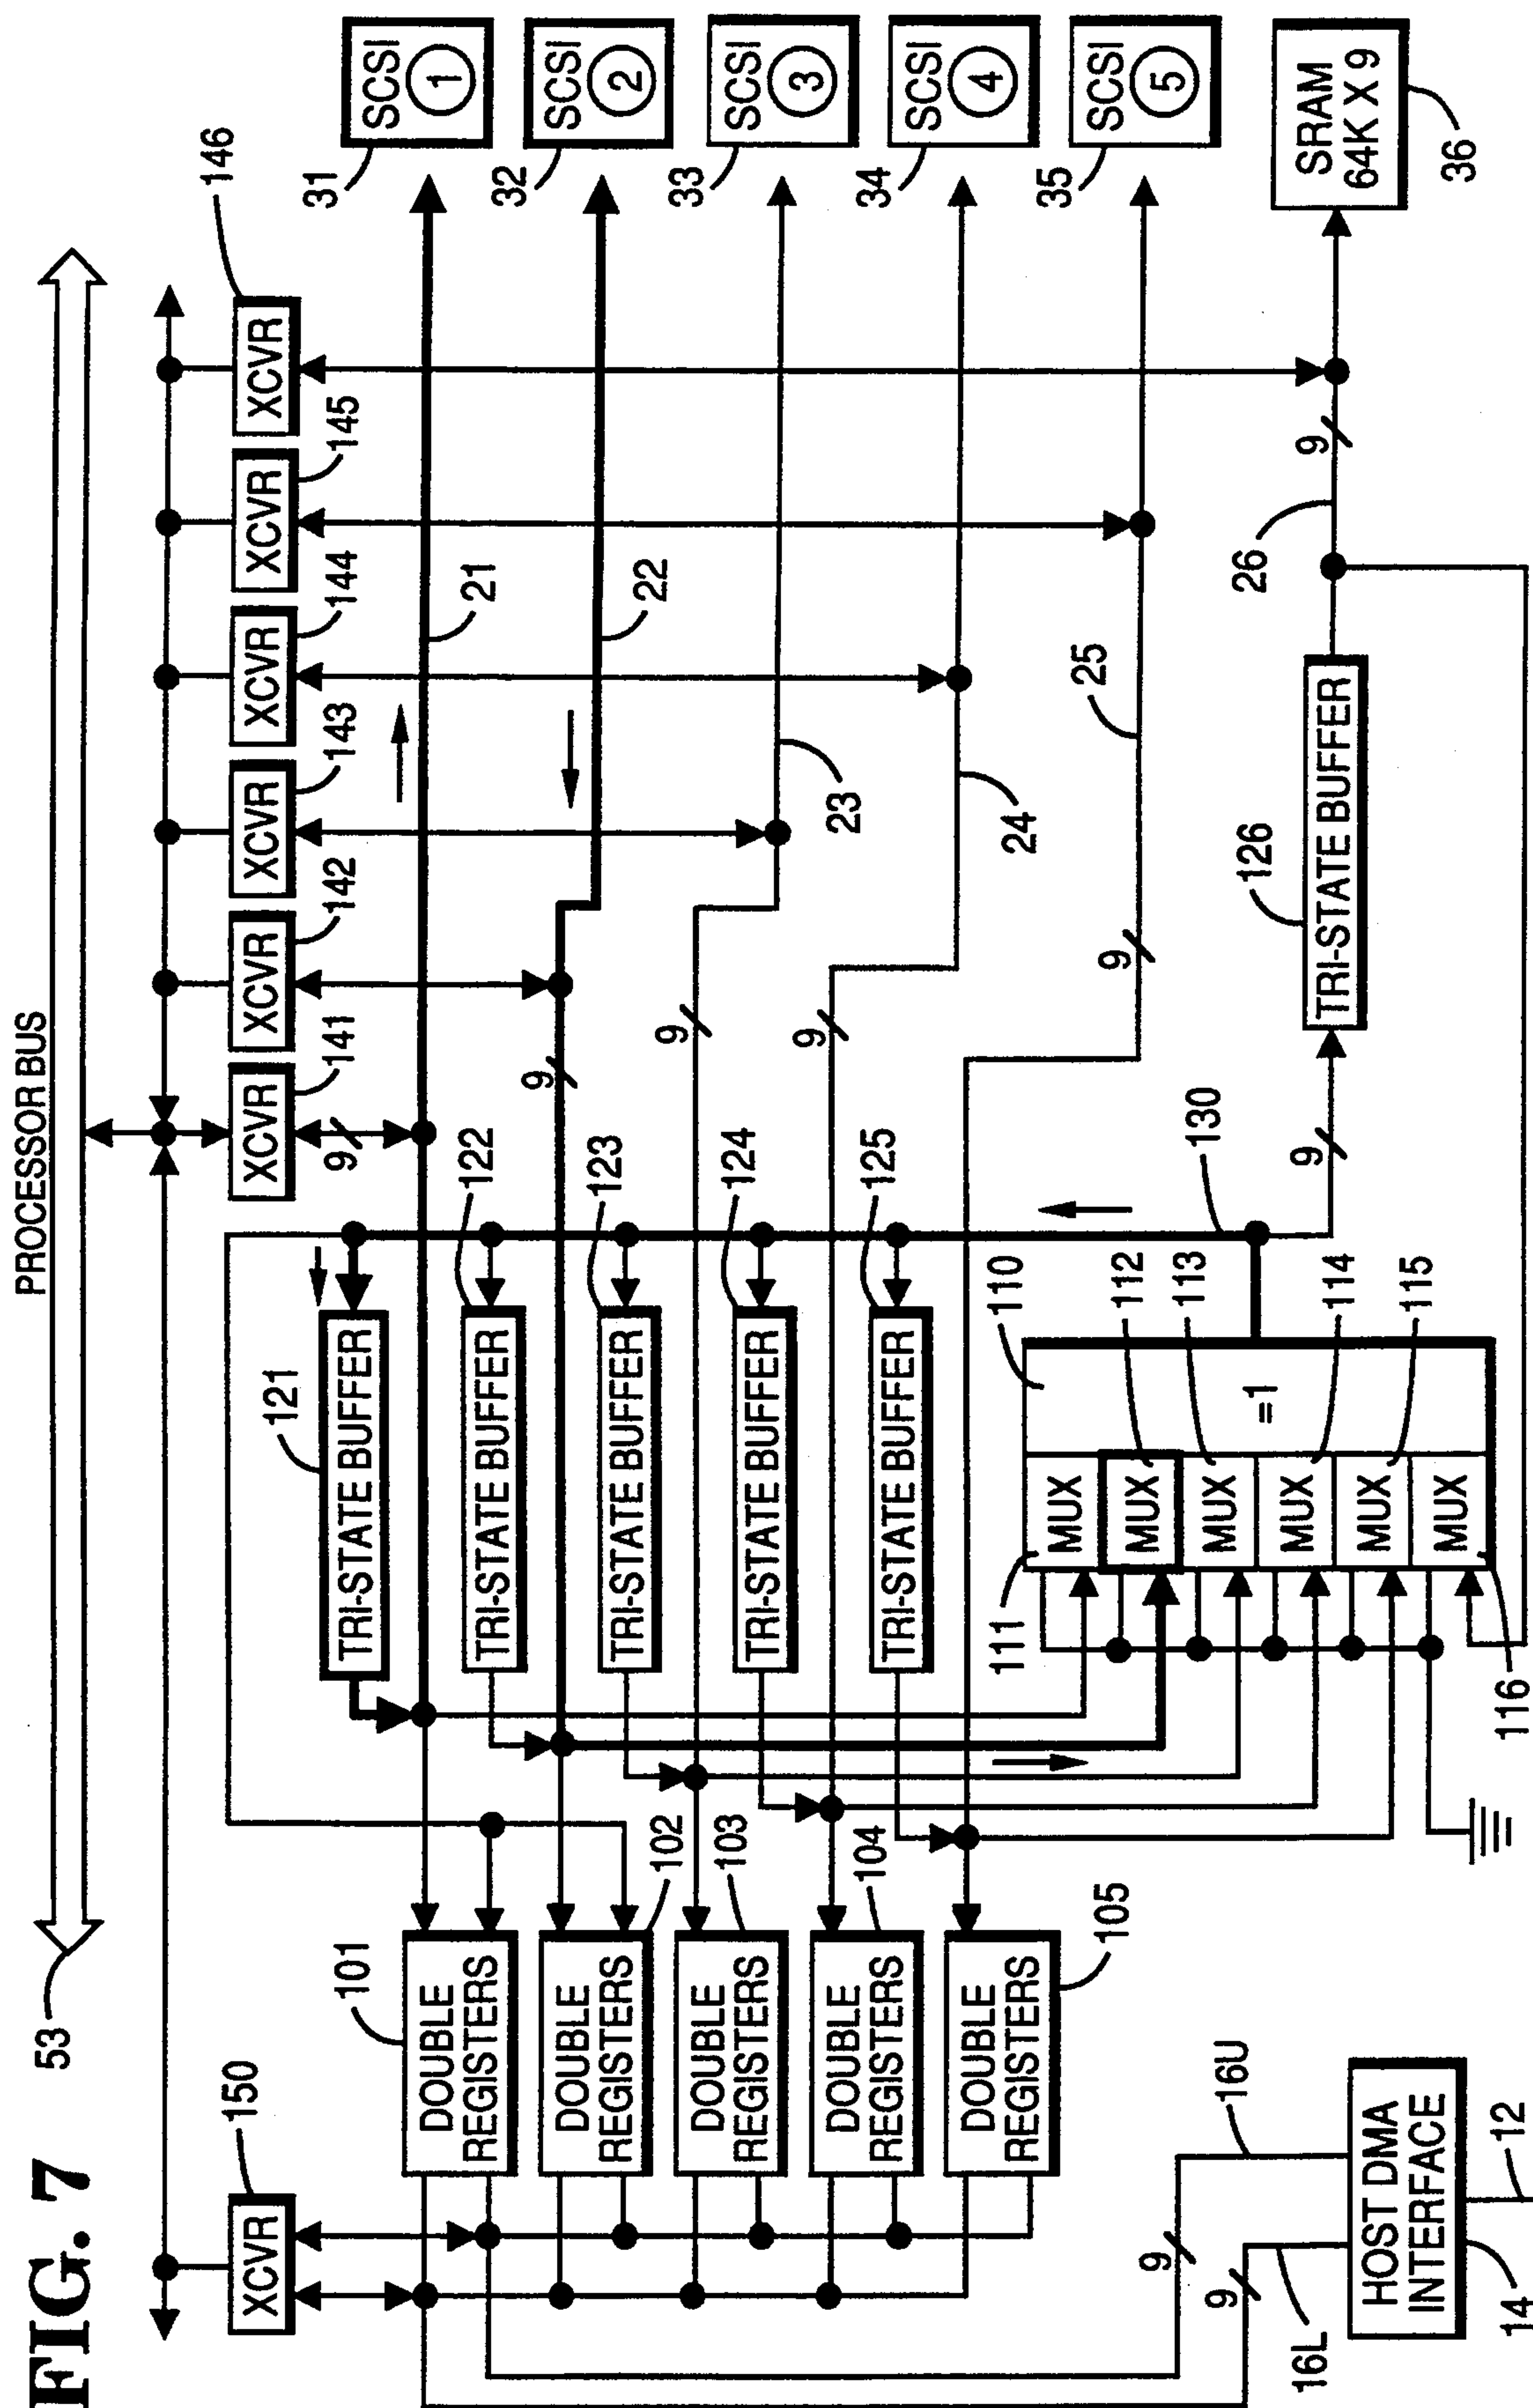 FIG. 7
PROCESSOR BUS
53
150
XCVR
141
XCVR
142
XCVR
143
XCVR
144
XCVR
145
XCVR
146
XCVR
9
101
DOUBLE
REGISTERS
102
DOUBLE
REGISTERS
103
DOUBLE
REGISTERS
104
DOUBLE
REGISTERS
105
DOUBLE
REGISTERS
121
TRI-STATE BUFFER
122
TRI-STATE BUFFER
123
TRI-STATE BUFFER
124
TRI-STATE BUFFER
125
TRI-STATE BUFFER
126
TRI-STATE BUFFER
21
22
9
23
9
24
9
25
9
26
9
31
SCSI
1
32
SCSI
2
33
SCSI
3
34
SCSI
4
35
SCSI
5
SRAM
64K X 9
36
130
9
110
111
MUX
112
MUX
113
MUX
114
MUX
115
MUX
116
MUX
=1
16U
9
16L
9
HOST DMA
INTERFACE
14
12